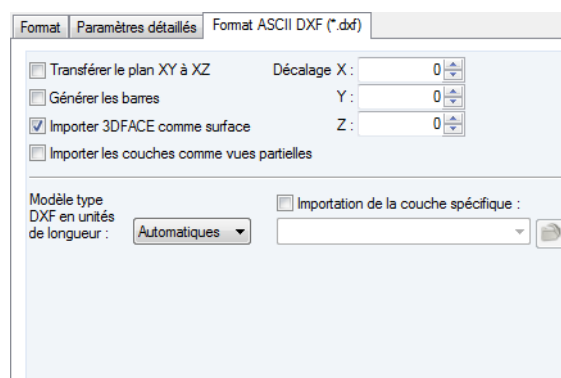 Format Paramètres détaillés Format ASCII DXF (*.dxf)
Transférer le plan XY à XZ Décalage X : 0
Générer les barres Y : 0
Importer 3DFACE comme surface Z : 0
Importer les couches comme vues partielles
Modèle type
DXF en unités
de longueur : Automatiques
Importation de la couche spécifique :